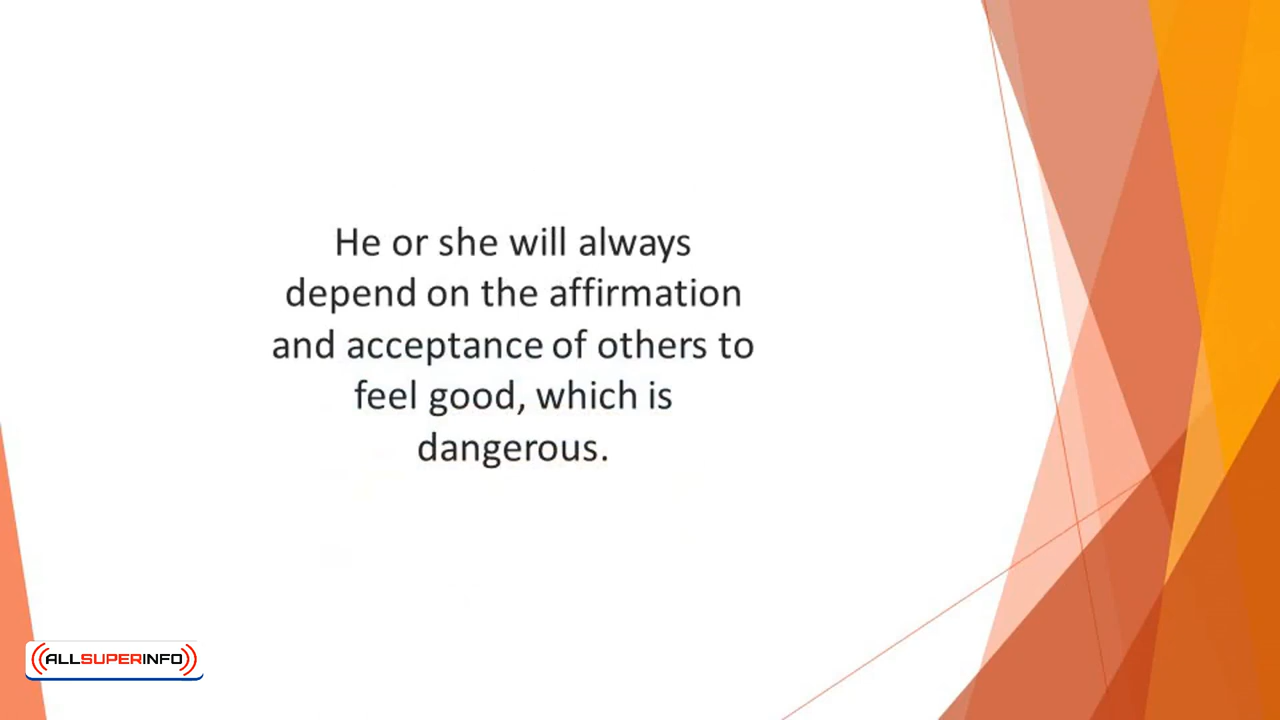 He or she will always
depend on the affirmation
and acceptance of others to
feel good, which is
dangerous.
ALLSUPERINFO